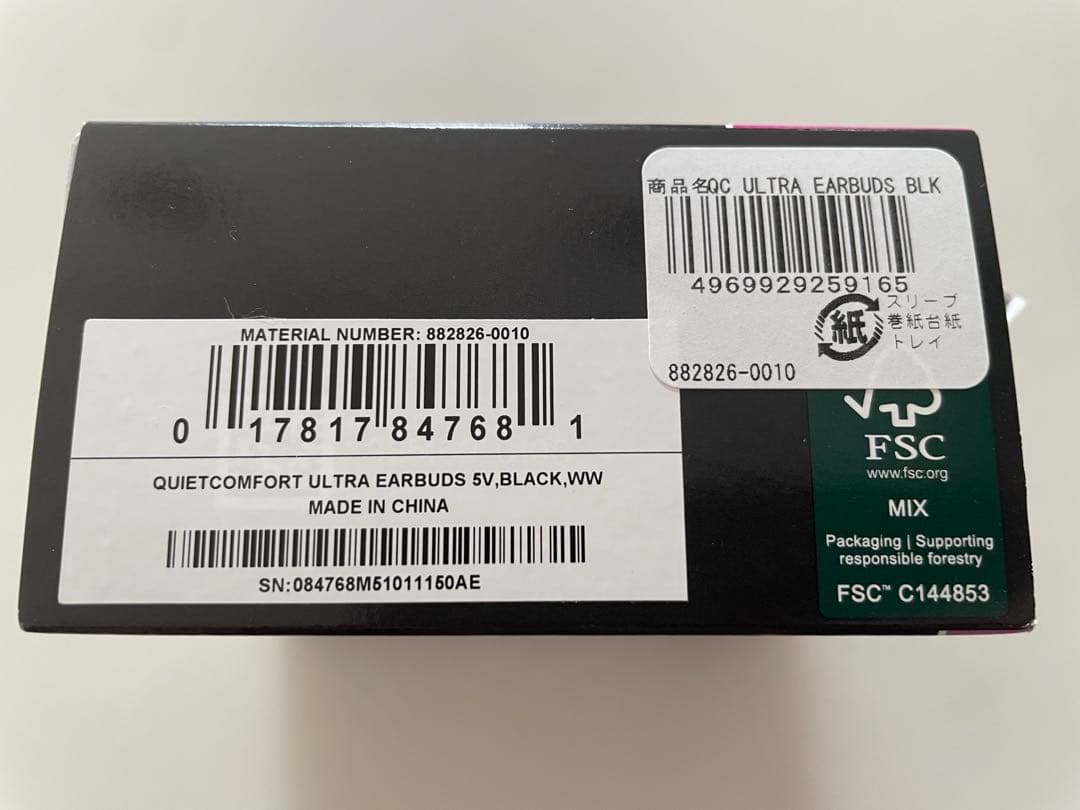 商品名QC ULTRA EARBUDS BLK
4969929259165
紙
スリーブ
巻紙台紙
トレイ
882826-0010
MATERIAL NUMBER: 882826-0010
0 17817 84768 1
QUIETCOMFORT ULTRA EARBUDS 5V,BLACK,WW
MADE IN CHINA
SN:084768M51011150AE
FSC
www.fsc.org
MIX
Packaging | Supporting
responsible forestry
FSC™ C144853